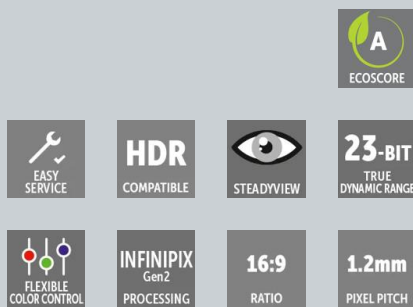 A
ECOSCORE
EASY
SERVICE
HDR
COMPATIBLE
STEADYVIEW
23-BIT
TRUE
DYNAMIC RANGE
FLEXIBLE
COLOR CONTROL
INFINIPIX
Gen2
PROCESSING
16:9
RATIO
1.2mm
PIXEL PITCH